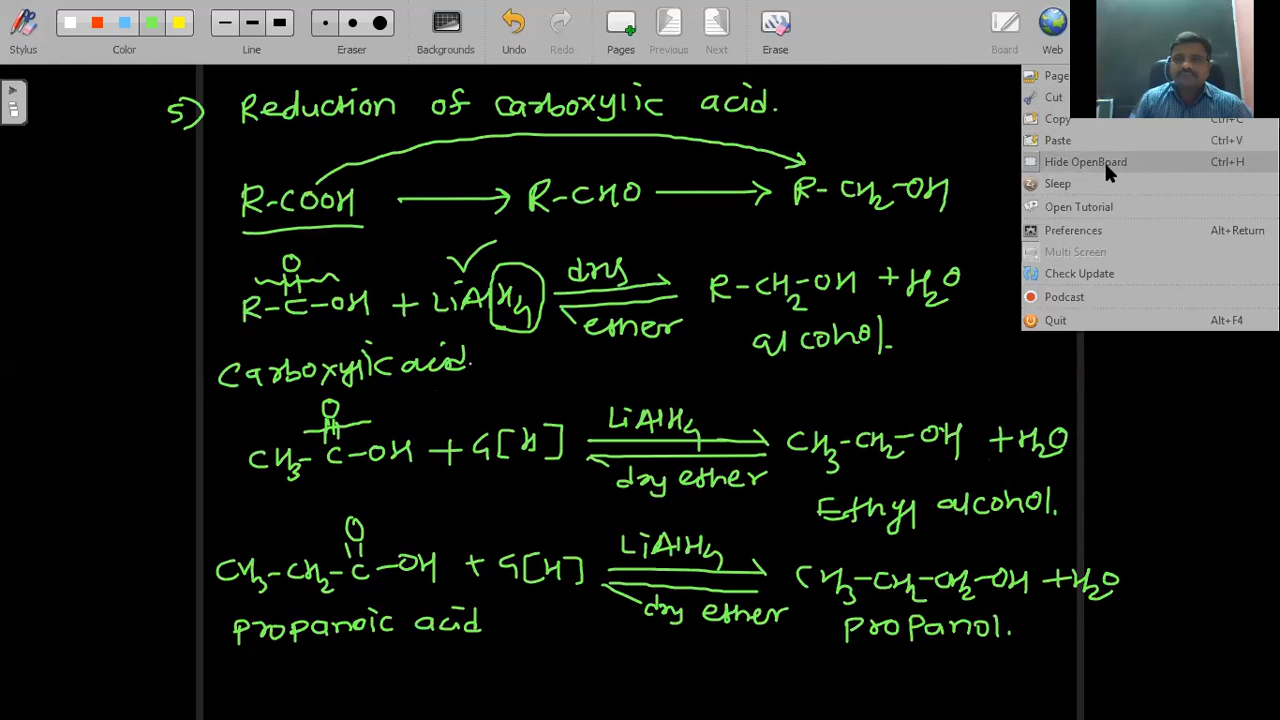 Stylus Color Line Eraser Backgrounds Undo Redo Pages Previous Next Erase Board Web
Page
Cut
Copy Ctrl+C
Paste Ctrl+V
Hide OpenBoard Ctrl+H
Sleep
Open Tutorial
Preferences Alt+Return
Multi Screen
Check Update
Podcast
Quit Alt+F4
5) Reduction of carboxylic acid.
R-COOH → R-CHO → R-CH2-OH
O
R-C-OH + LiAlH4 dry ether R-CH2-OH + H2O
carboxylic acid. alcohol.
O
CH3-C-OH + 4[H] LiAlH4 dry ether CH3-CH2-OH + H2O
Ethyl alcohol.
O
CH3-CH2-C-OH + 4[H] LiAlH4 dry ether CH3-CH2-CH2-OH + H2O
propanoic acid propanol.